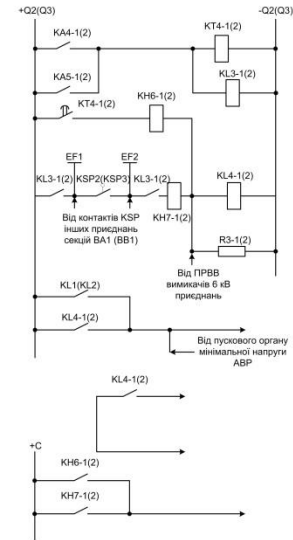 +Q2(Q3)
-Q2(Q3)
KA4-1(2)
KT4-1(2)
KA5-1(2)
KL3-1(2)
KT4-1(2)
KH6-1(2)
EF1
EF2
KL3-1(2)
KSP2(KSP3)
KL3-1(2)
KL4-1(2)
KH7-1(2)
Від контактів KSP
інших приєднань
секцій BA1 (BB1)
R3-1(2)
Від ПРВВ
вимикачів 6 кВ
приєднань
KL1(KL2)
KL4-1(2)
Від пускового органу
мінімальної напруги
АВР
KL4-1(2)
+C
KH6-1(2)
KH7-1(2)